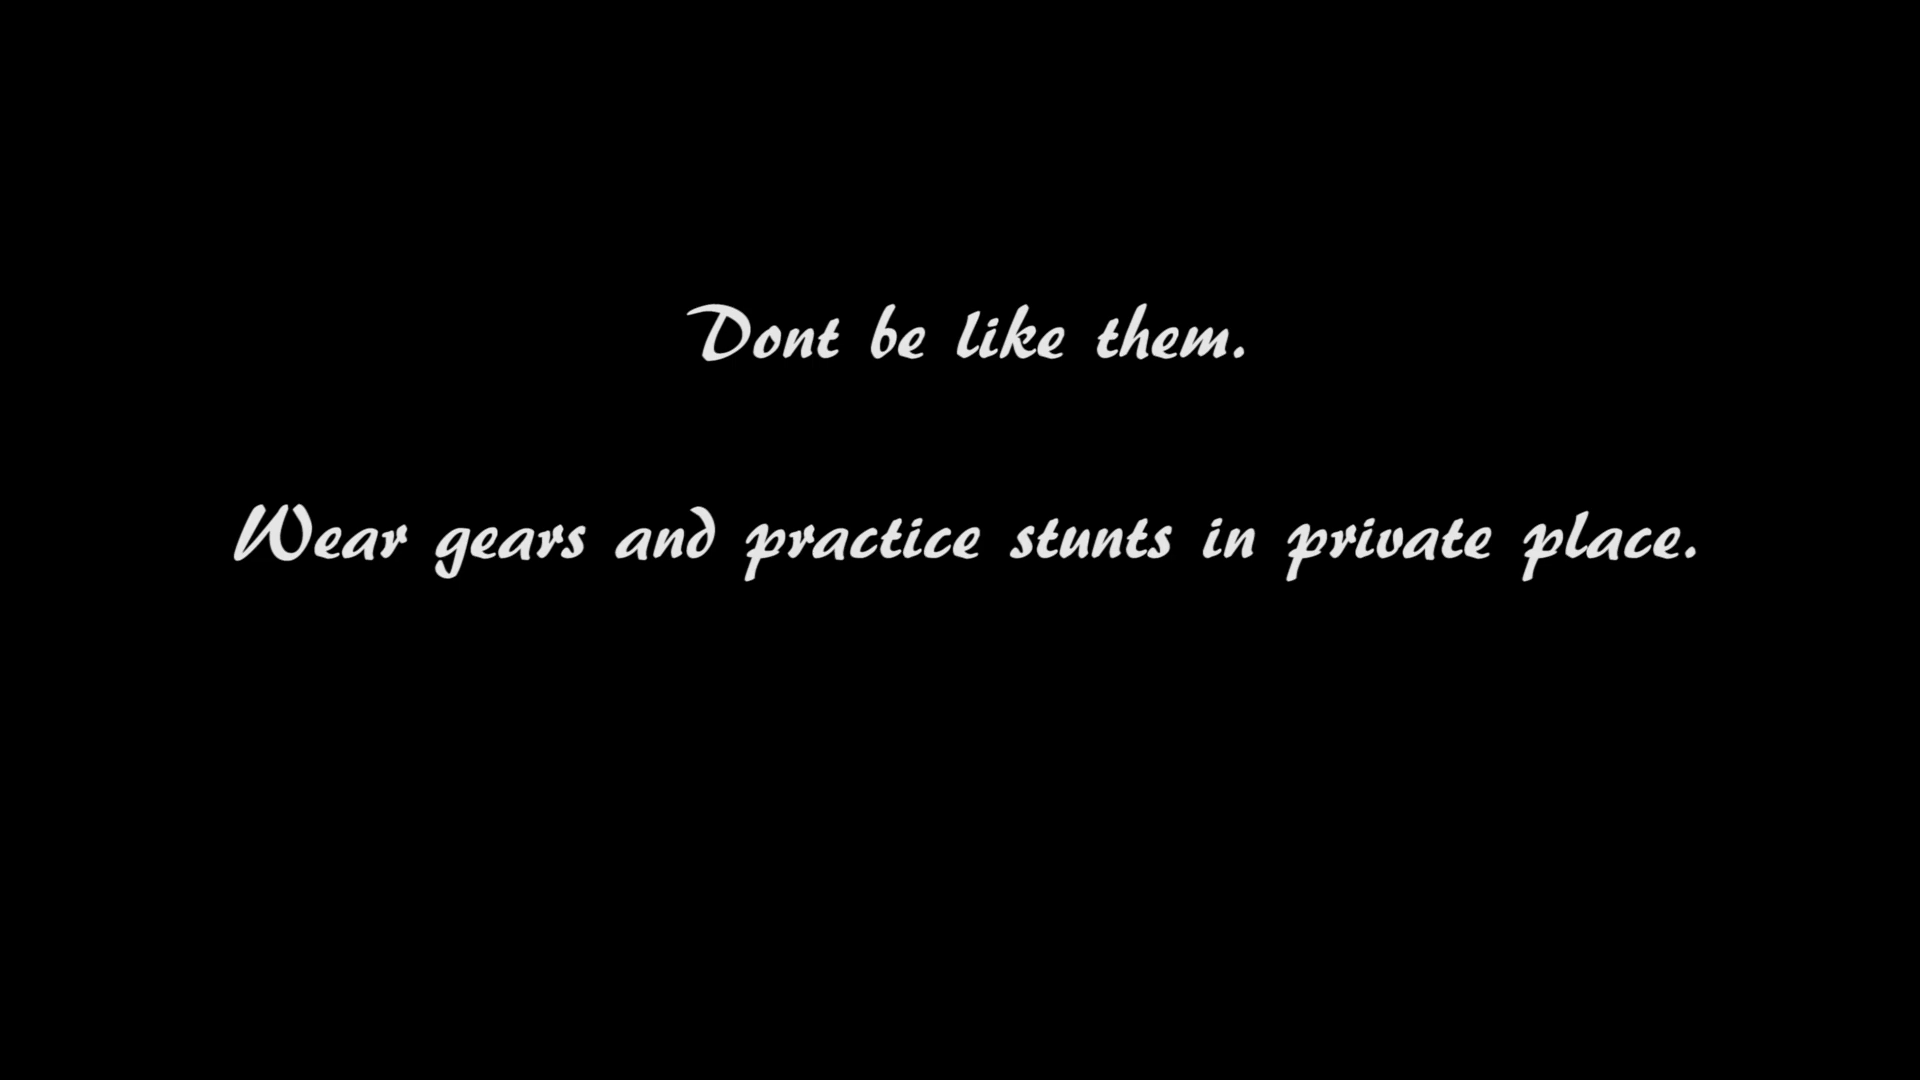 Dont be like them.
Wear gears and practice stunts in private place.